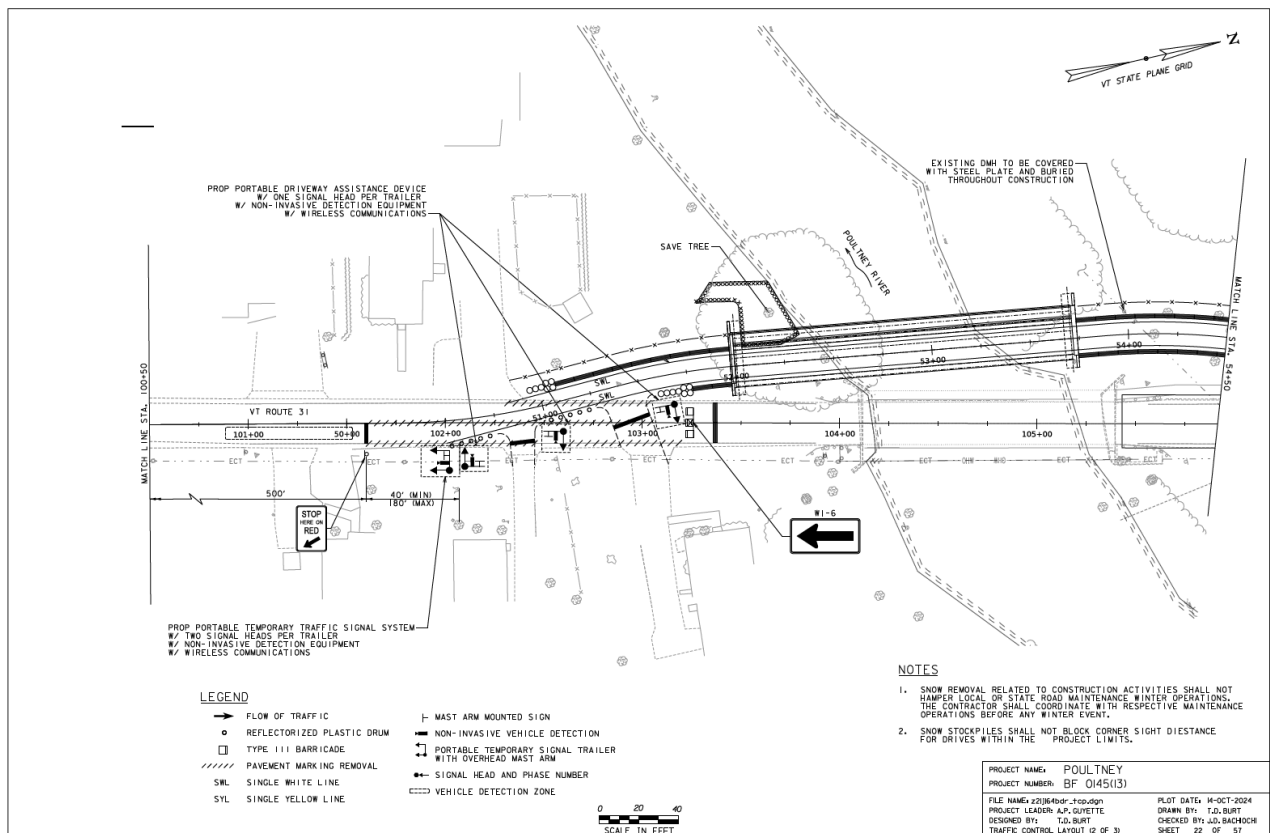 Z
VT STATE PLANE GRID
EXISTING DMH TO BE COVERED
WITH STEEL PLATE AND BURIED
THROUGHOUT CONSTRUCTION
PROP PORTABLE DRIVEWAY ASSISTANCE DEVICE
W/ ONE SIGNAL HEAD PER TRAILER
W/ NON-INVASIVE DETECTION EQUIPMENT
W/ WIRELESS COMMUNICATIONS
SAVE TREE
POULTNEY
RIVER
MATCH LINE STA. 100+50
MATCH LINE STA. 54+50
VT ROUTE 31
SWL
SWL
51+00
52+00
53+00
54+00
101+00
50+00
102+00
103+00
104+00
105+00
ECT
ECT
ECT
ECT
ECT
ECT
ECT
ECT
500'
40' (MIN)
180' (MAX)
STOP
HERE ON
RED
W1-6
PROP PORTABLE TEMPORARY TRAFFIC SIGNAL SYSTEM
W/ TWO SIGNAL HEADS PER TRAILER
W/ NON-INVASIVE DETECTION EQUIPMENT
W/ WIRELESS COMMUNICATIONS
LEGEND
FLOW OF TRAFFIC
REFLECTORIZED PLASTIC DRUM
TYPE III BARRICADE
PAVEMENT MARKING REMOVAL
SWL SINGLE WHITE LINE
SYL SINGLE YELLOW LINE
MAST ARM MOUNTED SIGN
NON-INVASIVE VEHICLE DETECTION
PORTABLE TEMPORARY SIGNAL TRAILER
WITH OVERHEAD MAST ARM
SIGNAL HEAD AND PHASE NUMBER
VEHICLE DETECTION ZONE
0 20 40
SCALE IN FEET
NOTES
1. SNOW REMOVAL RELATED TO CONSTRUCTION ACTIVITIES SHALL NOT
HAMPER LOCAL OR STATE ROAD MAINTENANCE WINTER OPERATIONS.
THE CONTRACTOR SHALL COORDINATE WITH RESPECTIVE MAINTENANCE
OPERATIONS BEFORE ANY WINTER EVENT.
2. SNOW STOCKPILES SHALL NOT BLOCK CORNER SIGHT DIESTANCE
FOR DRIVES WITHIN THE PROJECT LIMITS.
PROJECT NAME: POULTNEY
PROJECT NUMBER: BF 0145(13)
FILE NAME: z21j164bdr_tcp.dgn PLOT DATE: 14-OCT-2024
PROJECT LEADER: A.P. GUYETTE DRAWN BY: T.D. BURT
DESIGNED BY: T.D. BURT CHECKED BY: J.D. BACHIOCHI
TRAFFIC CONTROL LAYOUT (2 OF 3) SHEET 22 OF 57